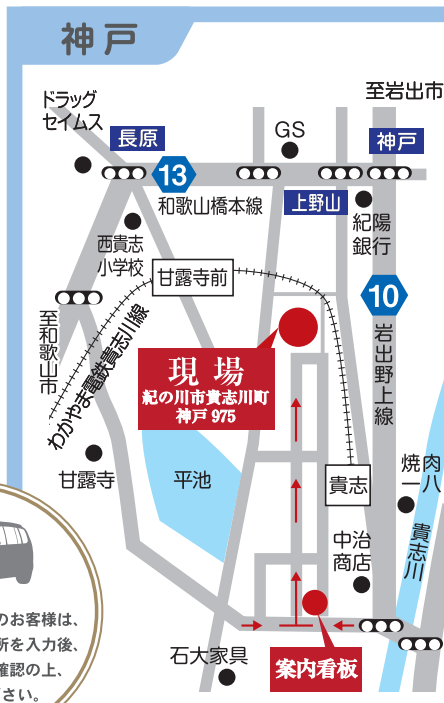 神戸
至岩出市
ドラッグ
セイムス
長原
GS
神戸
13
和歌山橋本線
上野山
紀陽
銀行
西貴志
小学校
甘露寺前
10
至和歌山市
わかやま電鉄貴志川線
岩出野上線
現場
紀の川市貴志川町
神戸 975
甘露寺
平池
貴志
焼肉
一八
貴志川
中治
商店
のお客様は、
所を入力後、
確認の上、
さい。
石大家具
案内看板